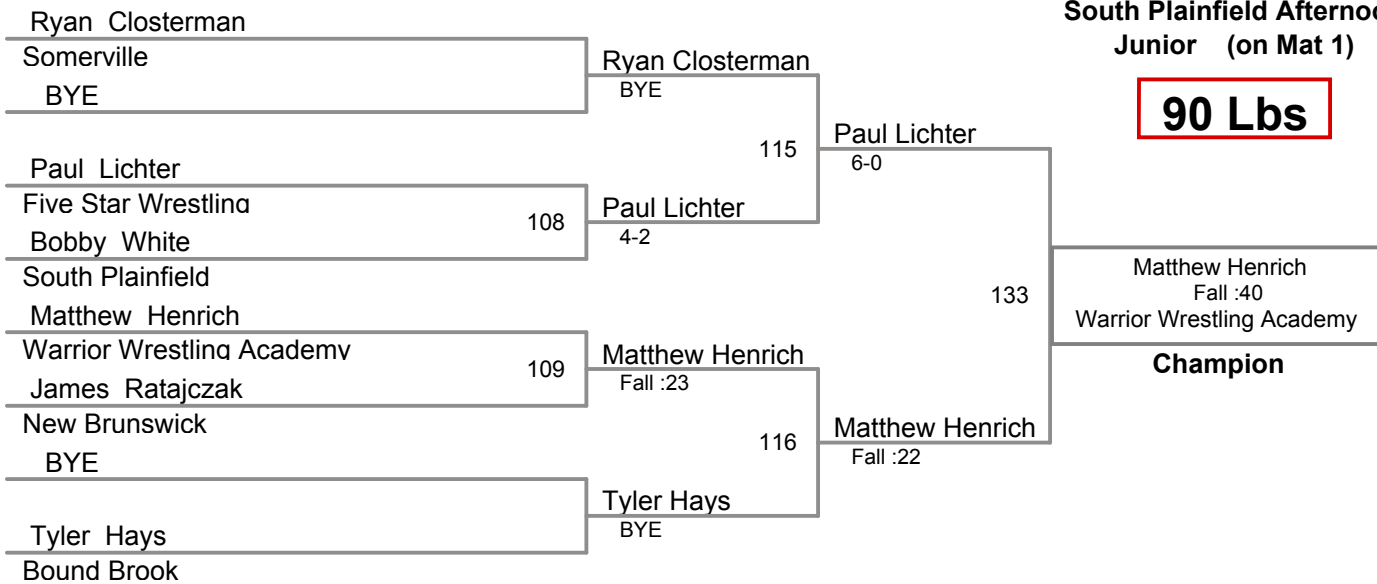 South Plainfield Afternoo
Junior (on Mat 1)
90 Lbs
Ryan Closterman
Somerville
BYE
Paul Lichter
Five Star Wrestling
Bobby White
South Plainfield
Matthew Henrich
Warrior Wrestling Academy
James Ratajczak
New Brunswick
BYE
Tyler Hays
Bound Brook
108
109
Ryan Closterman
BYE
Paul Lichter
4-2
Matthew Henrich
Fall :23
Tyler Hays
BYE
115
116
Paul Lichter
6-0
Matthew Henrich
Fall :22
133
Matthew Henrich
Fall :40
Warrior Wrestling Academy
Champion